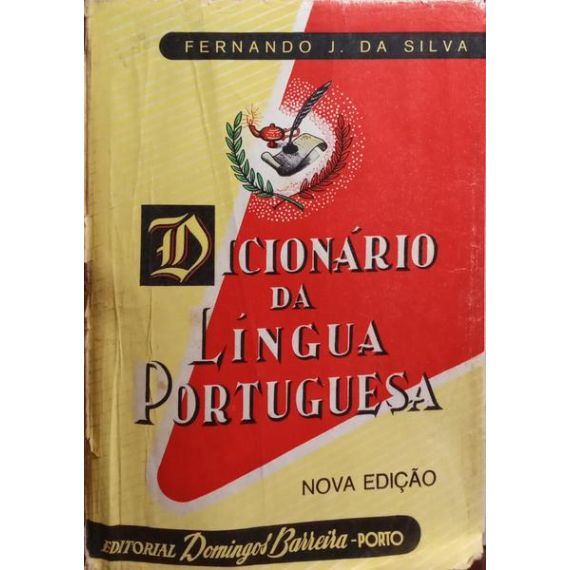 FERNANDO J. DA SILVA
DICIONÁRIO
DA
LÍNGUA
PORTUGUESA
NOVA EDIÇÃO
EDITORIAL Domingos Barreira - PORTO